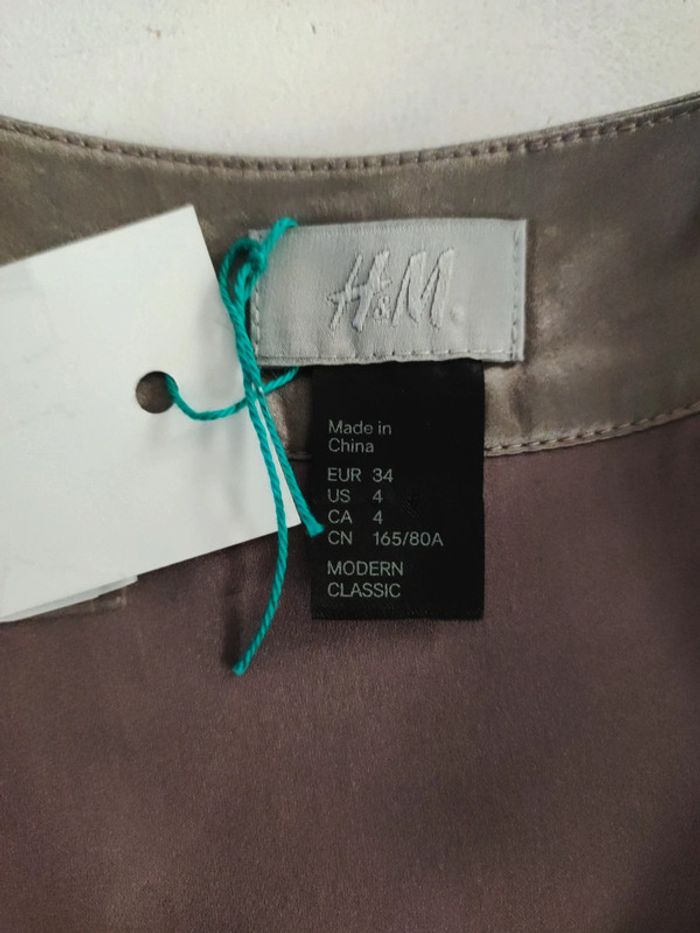 H&M.
Made in
China
EUR 34
US 4
CA 4
CN 165/80A
MODERN
CLASSIC